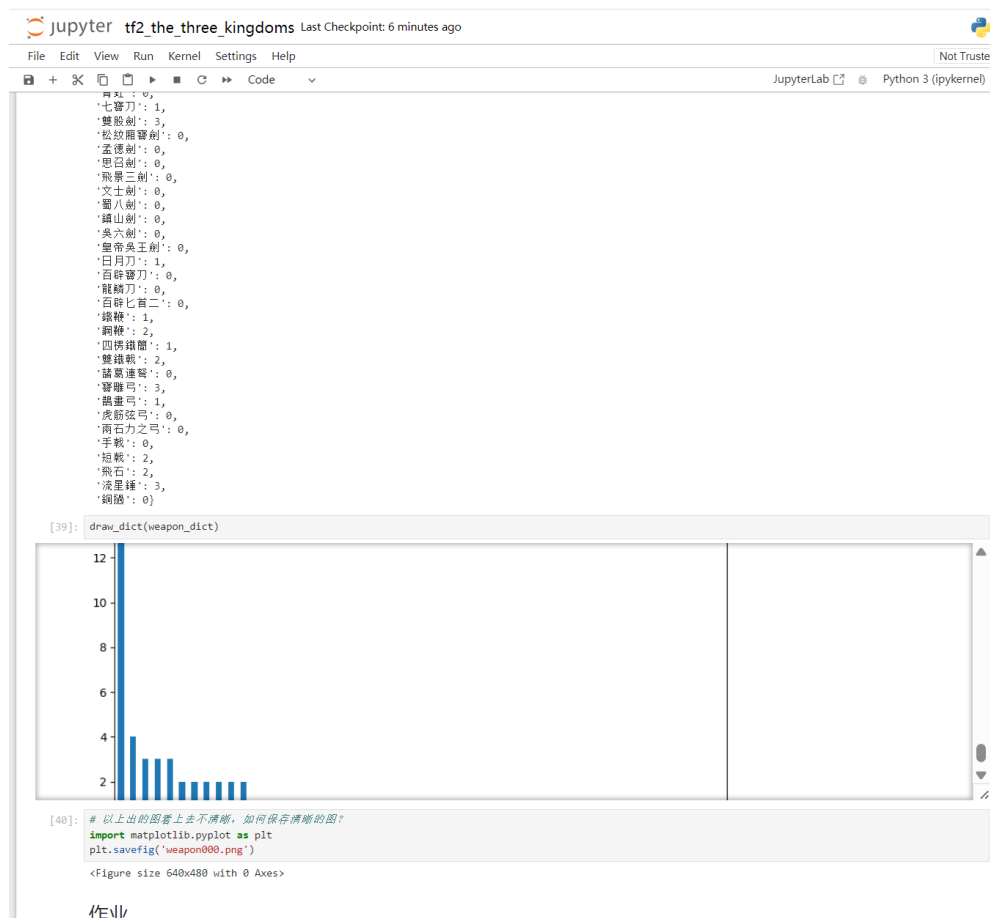 jupyter tf2_the_three_kingdoms Last Checkpoint: 6 minutes ago
File Edit View Run Kernel Settings Help
Not Truste
Code
JupyterLab Python 3 (ipykernel)
'七寶刀': 1,
'雙股劍': 3,
'松紋廂寶劍': 0,
'孟德劍': 0,
'思召劍': 0,
'飛景三劍': 0,
'文士劍': 0,
'蜀八劍': 0,
'鎮山劍': 0,
'吳六劍': 0,
'皇帝吳王劍': 0,
'日月刀': 1,
'百辟寶刀': 0,
'龍鱗刀': 0,
'百辟匕首二': 0,
'鐵鞭': 1,
'鋼鞭': 2,
'四楞鐵簡': 1,
'雙鐵戟': 2,
'諸葛連弩': 0,
'寶雕弓': 3,
'鵲畫弓': 1,
'虎筋弦弓': 0,
'兩石力之弓': 0,
'手戟': 0,
'短戟': 2,
'飛石': 2,
'流星錘': 3,
[39]: draw_dict(weapon_dict)
12
10
8
6
4
2
[40]: # 以上出的图看上去不清晰，如何保存清晰的图?
import matplotlib.pyplot as plt
plt.savefig('weapon000.png')
<Figure size 640x480 with 0 Axes>
作业